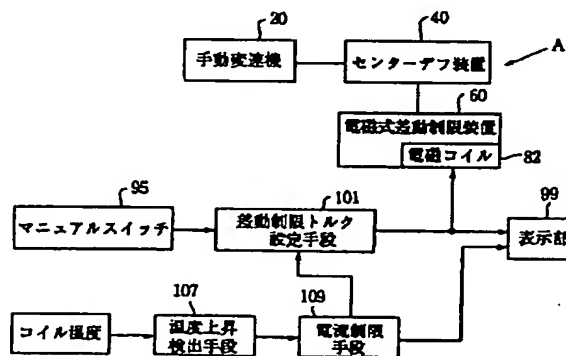 20
手動変速機
40
センターデフ装置
A
60
電磁式差動制限装置
電磁コイル
82
95
マニュアルスイッチ
101
差動制限トルク
設定手段
99
表示部
107
コイル温度
温度上昇
検出手段
109
電流制限
手段